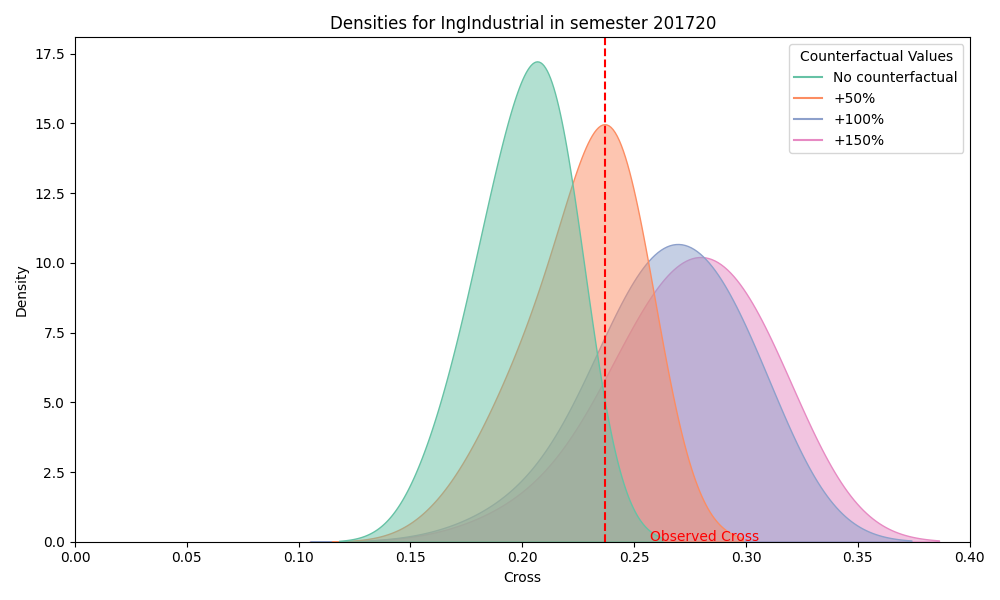 Densities for IngIndustrial in semester 201720
Counterfactual Values
No counterfactual
+50%
+100%
+150%
Density
17.5
15.0
12.5
10.0
7.5
5.0
2.5
0.0
Observed Cross
0.00 0.05 0.10 0.15 0.20 0.25 0.30 0.35 0.40
Cross